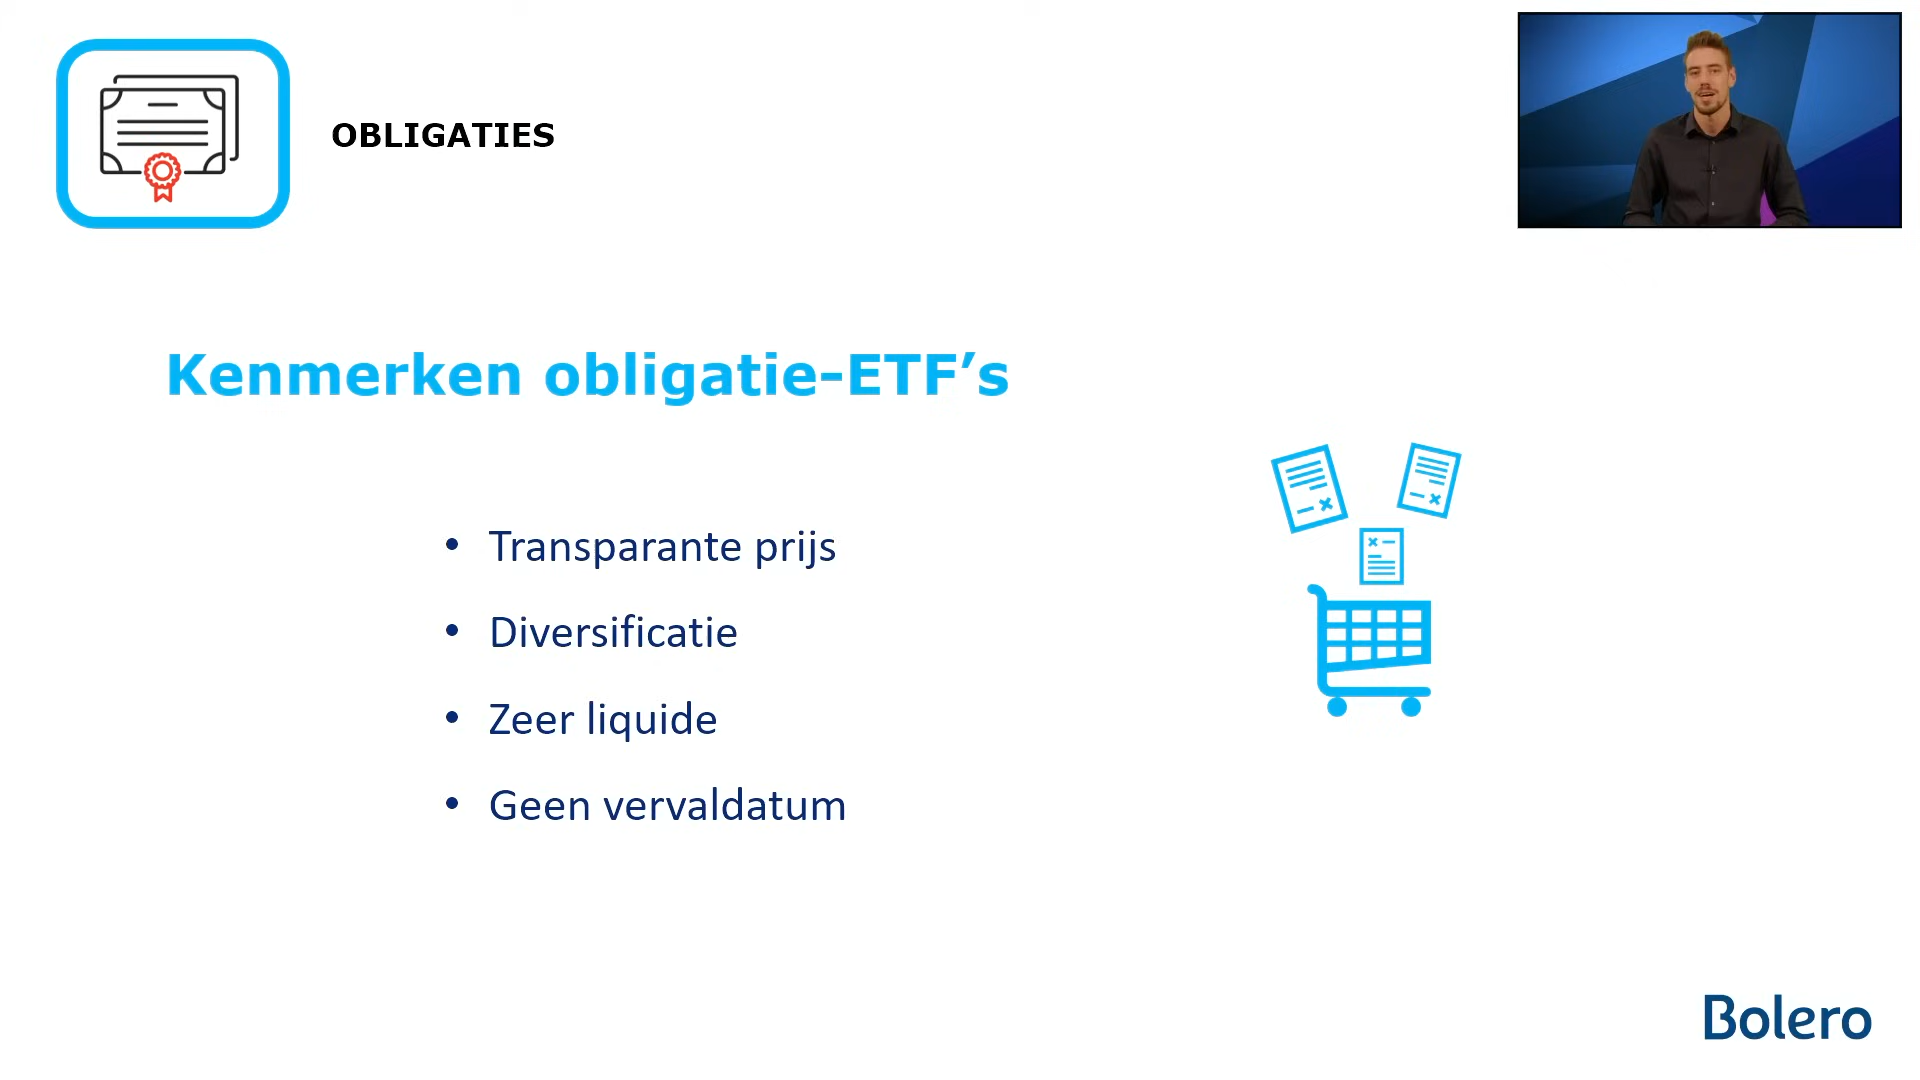 OBLIGATIES
Kenmerken obligatie-ETF’s
• Transparante prijs
• Diversificatie
• Zeer liquide
• Geen vervaldatum
Bolero